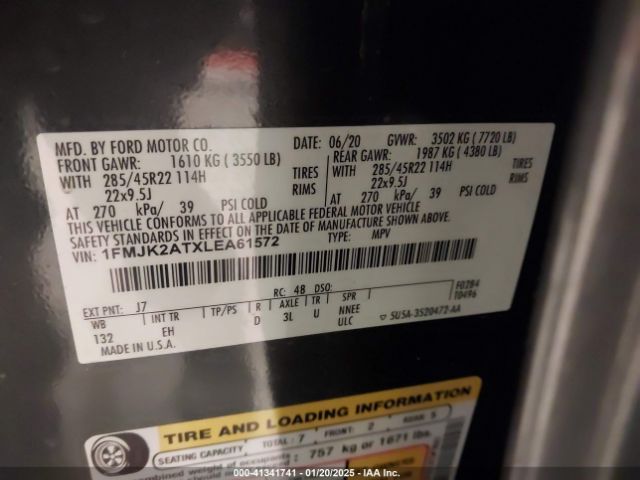 MFD. BY FORD MOTOR CO. DATE: 06/20 GVWR: 3502 KG ( 7720 LB)
FRONT GAWR: 1610 KG ( 3550 LB) REAR GAWR: 1987 KG ( 4380 LB)
WITH 285/45R22 114H TIRES WITH 285/45R22 114H TIRES
22x9.5J RIMS 22x9.5J RIMS
AT 270 kPa/ 39 PSI COLD AT 270 kPa/ 39 PSI COLD
THIS VEHICLE CONFORMS TO ALL APPLICABLE FEDERAL MOTOR VEHICLE
SAFETY STANDARDS IN EFFECT ON THE DATE OF MANUFACTURE SHOWN ABOVE.
VIN: 1FMJK2ATXLEA61572 TYPE: MPV
EXT PNT: J7 RC: 48 DSO: F0284
T0496
WB INT TR TP/PS R AXLE TR SPR
132 EH D 3L U NNEE
ULC 5U5A-3520472-AA
MADE IN U.S.A.
TIRE AND LOADING INFORMATION
SEATING CAPACITY TOTAL: 7 FRONT: 2 REAR: 5
combined weight of occupants 757 kg or 1671 lbs.
000-41341741 - 01/20/2025 - IAA Inc.